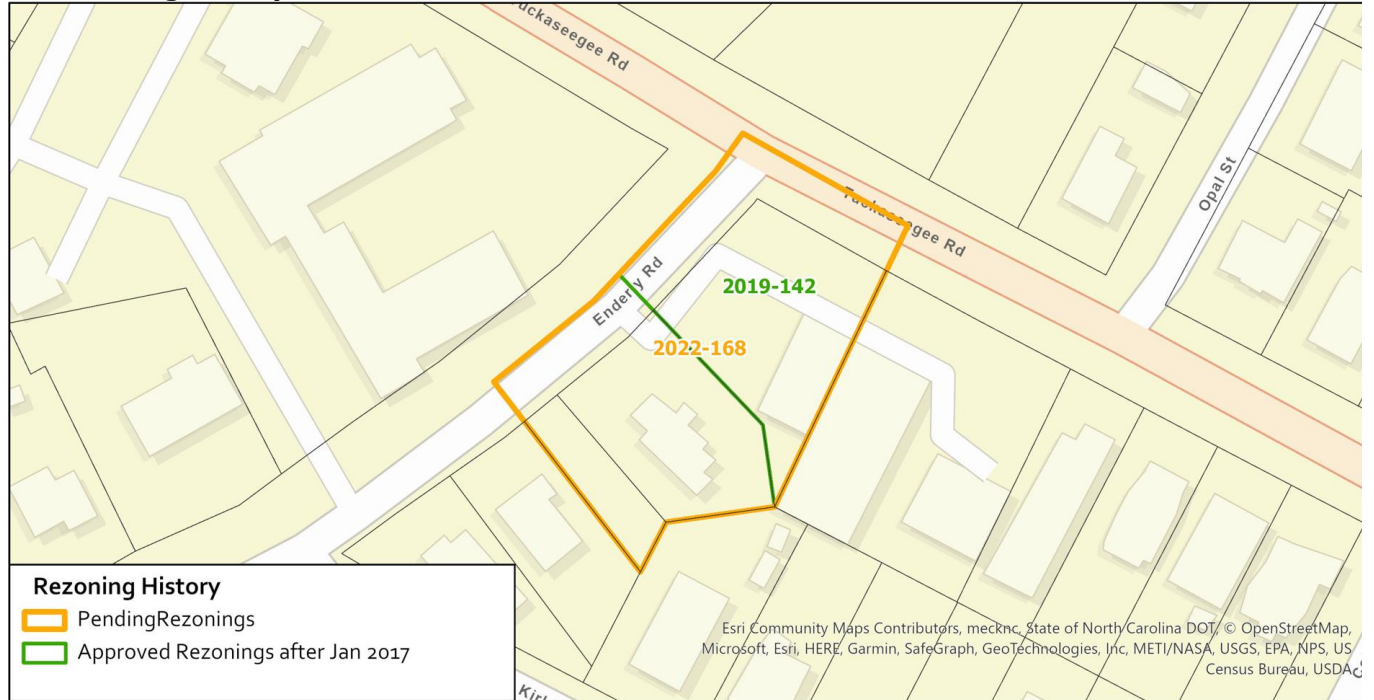 Tuckaseegee Rd
Opal St
Tuckaseegee Rd
Enderly Rd
2019-142
2022-168
Rezoning History
PendingRezonings
Approved Rezonings after Jan 2017
Esri Community Maps Contributors, mecknc, State of North Carolina DOT, © OpenStreetMap,
Microsoft, Esri, HERE, Garmin, SafeGraph, GeoTechnologies, Inc, METI/NASA, USGS, EPA, NPS, US
Census Bureau, USDA